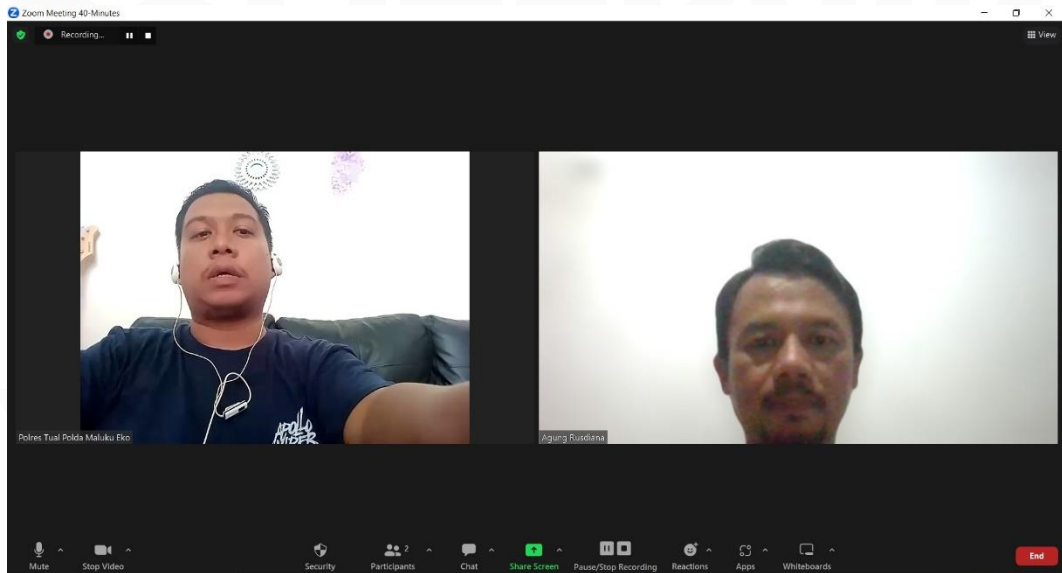 Zoom Meeting 40-Minutes
Recording...
View
Polres Tual Polda Maluku Eko
Agung Rusdiana
APOLLO
Mute
Stop Video
Security
Participants
2
Chat
Share Screen
Pause/Stop Recording
Reactions
Apps
Whiteboards
End